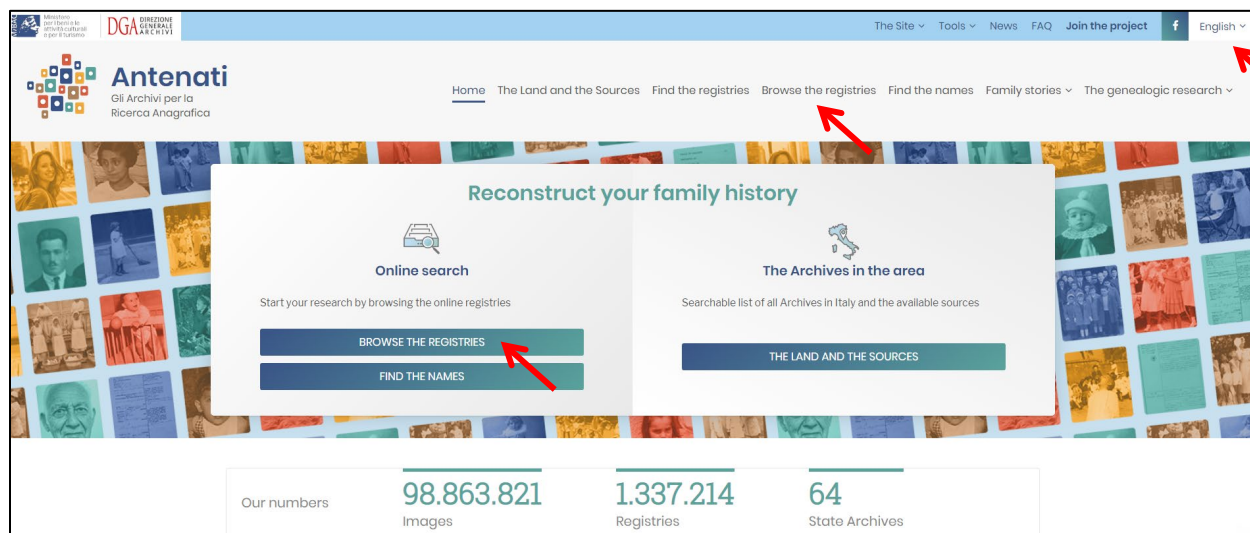 Ministero
per i beni e le
attività culturali
e per il turismo
DGA DIREZIONE
GENERALE
ARCHIVI
The Site Tools News FAQ Join the project f English
Antenati
Gli Archivi per la
Ricerca Anagrafica
Home The Land and the Sources Find the registries Browse the registries Find the names Family stories The genealogic research
Reconstruct your family history
Online search
Start your research by browsing the online registries
BROWSE THE REGISTRIES
FIND THE NAMES
The Archives in the area
Searchable list of all Archives in Italy and the available sources
THE LAND AND THE SOURCES
Our numbers
98.863.821
Images
1.337.214
Registries
64
State Archives